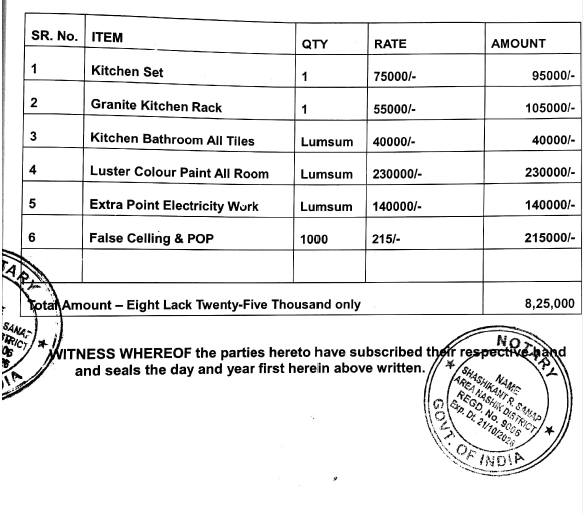 SR. No. ITEM QTY RATE AMOUNT
1 Kitchen Set 1 75000/- 95000/-
2 Granite Kitchen Rack 1 55000/- 105000/-
3 Kitchen Bathroom All Tiles Lumsum 40000/- 40000/-
4 Luster Colour Paint All Room Lumsum 230000/- 230000/-
5 Extra Point Electricity Work Lumsum 140000/- 140000/-
6 False Celling & POP 1000 215/- 215000/-
Total Amount – Eight Lack Twenty-Five Thousand only 8,25,000
WITNESS WHEREOF the parties hereto have subscribed their respective hand
and seals the day and year first herein above written.
NOTARY
NAME
SHASHIKANT R. SANAP
AREA NASHIK DISTRICT
REGD. No. 9006
Exp. Dt. 21/10/2026
GOVT. OF INDIA
TARY
SANAP
TRICT
06
DIA